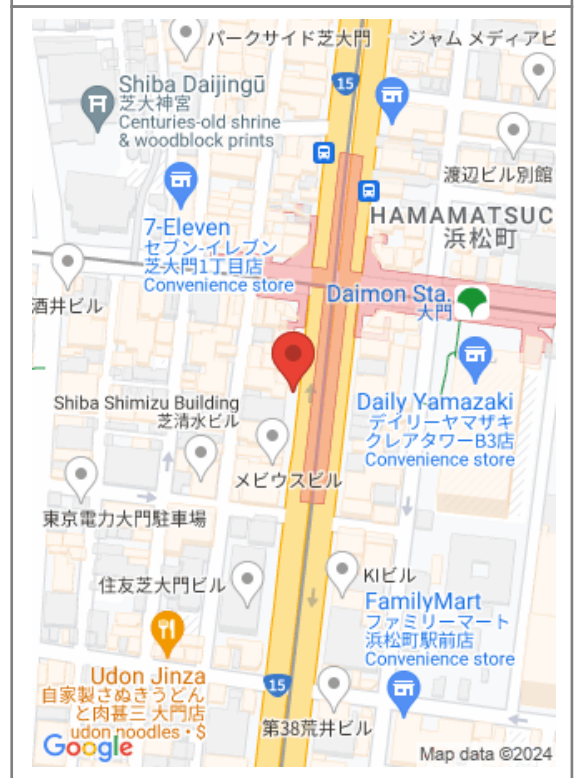 パークサイド芝大門
ジャム メディアビ
15
Shiba Daijingū
芝大神宮
Centuries-old shrine
& woodblock prints
渡辺ビル別館
7-Eleven
セブン-イレブン
芝大門1丁目店
Convenience store
HAMAMATSUC
浜松町
酒井ビル
Daimon Sta.
大門
Shiba Shimizu Building
芝清水ビル
Daily Yamazaki
デイリーヤマザキ
クレアタワーB3店
Convenience store
メビウスビル
東京電力大門駐車場
住友芝大門ビル
KIビル
FamilyMart
ファミリーマート
浜松町駅前店
Convenience store
Udon Jinza
自家製さぬきうどん
と肉甚三 大門店
udon noodles・$
15
第38荒井ビル
Google
Map data ©2024